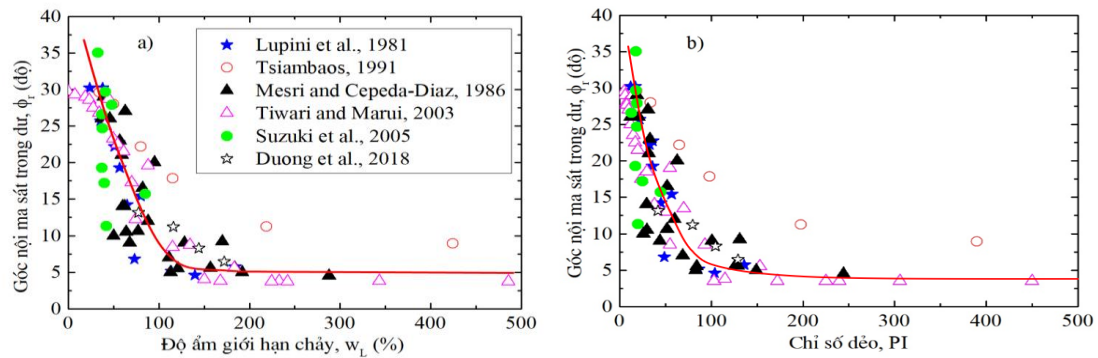 40
35
30
25
20
15
10
5
0
Góc nội ma sát trong dư, ϕr (độ)
a)
Lupini et al., 1981
Tsiambaos, 1991
Mesri and Cepeda-Diaz, 1986
Tiwari and Marui, 2003
Suzuki et al., 2005
Duong et al., 2018
0 100 200 300 400 500
Độ ẩm giới hạn chảy, wL (%)
40
35
30
25
20
15
10
5
0
Góc nội ma sát trong dư, ϕr (độ)
b)
0 100 200 300 400 500
Chỉ số dẻo, PI